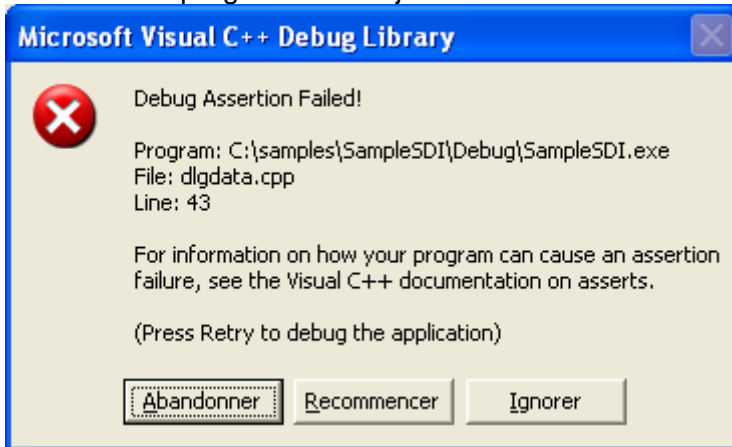 Microsoft Visual C++ Debug Library
Debug Assertion Failed!
Program: C:\samples\SampleSDI\Debug\SampleSDI.exe
File: dlgdata.cpp
Line: 43
For information on how your program can cause an assertion
failure, see the Visual C++ documentation on asserts.
(Press Retry to debug the application)
Abandonner Recommencer Ignorer